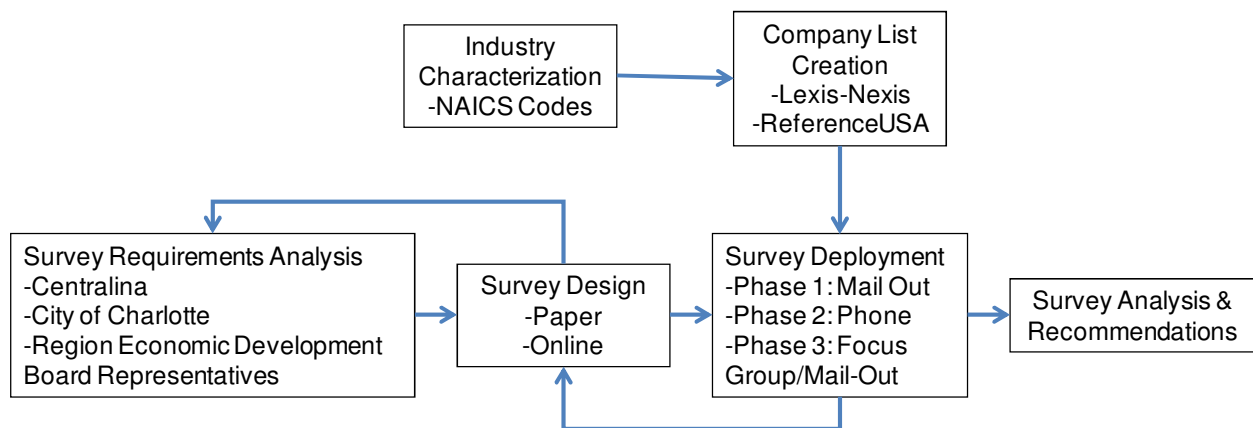 Industry
Characterization
-NAICS Codes
Company List
Creation
-Lexis-Nexis
-ReferenceUSA
Survey Requirements Analysis
-Centralina
-City of Charlotte
-Region Economic Development
Board Representatives
Survey Design
-Paper
-Online
Survey Deployment
-Phase 1: Mail Out
-Phase 2: Phone
-Phase 3: Focus
Group/Mail-Out
Survey Analysis &
Recommendations